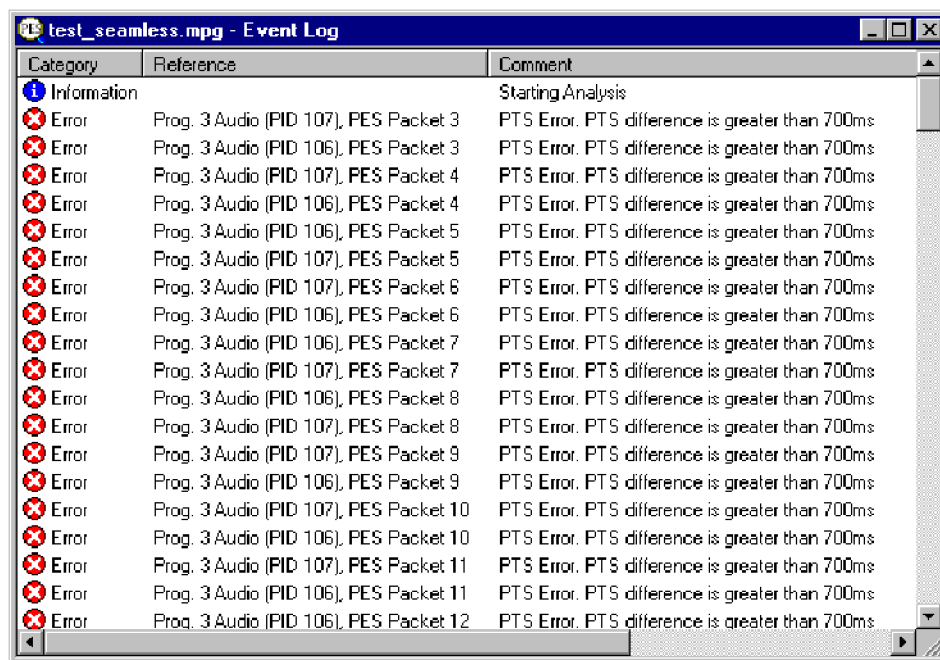 test_seamless.mpg - Event Log
Category Reference Comment
Information Starting Analysis
Error Prog. 3 Audio (PID 107), PES Packet 3 PTS Error. PTS difference is greater than 700ms
Error Prog. 3 Audio (PID 106), PES Packet 3 PTS Error. PTS difference is greater than 700ms
Error Prog. 3 Audio (PID 107), PES Packet 4 PTS Error. PTS difference is greater than 700ms
Error Prog. 3 Audio (PID 106), PES Packet 4 PTS Error. PTS difference is greater than 700ms
Error Prog. 3 Audio (PID 106), PES Packet 5 PTS Error. PTS difference is greater than 700ms
Error Prog. 3 Audio (PID 107), PES Packet 5 PTS Error. PTS difference is greater than 700ms
Error Prog. 3 Audio (PID 107), PES Packet 6 PTS Error. PTS difference is greater than 700ms
Error Prog. 3 Audio (PID 106), PES Packet 6 PTS Error. PTS difference is greater than 700ms
Error Prog. 3 Audio (PID 106), PES Packet 7 PTS Error. PTS difference is greater than 700ms
Error Prog. 3 Audio (PID 107), PES Packet 7 PTS Error. PTS difference is greater than 700ms
Error Prog. 3 Audio (PID 106), PES Packet 8 PTS Error. PTS difference is greater than 700ms
Error Prog. 3 Audio (PID 107), PES Packet 8 PTS Error. PTS difference is greater than 700ms
Error Prog. 3 Audio (PID 107), PES Packet 9 PTS Error. PTS difference is greater than 700ms
Error Prog. 3 Audio (PID 106), PES Packet 9 PTS Error. PTS difference is greater than 700ms
Error Prog. 3 Audio (PID 107), PES Packet 10 PTS Error. PTS difference is greater than 700ms
Error Prog. 3 Audio (PID 106), PES Packet 10 PTS Error. PTS difference is greater than 700ms
Error Prog. 3 Audio (PID 107), PES Packet 11 PTS Error. PTS difference is greater than 700ms
Error Prog. 3 Audio (PID 106), PES Packet 11 PTS Error. PTS difference is greater than 700ms
Error Prog. 3 Audio (PID 106), PES Packet 12 PTS Error. PTS difference is greater than 700ms